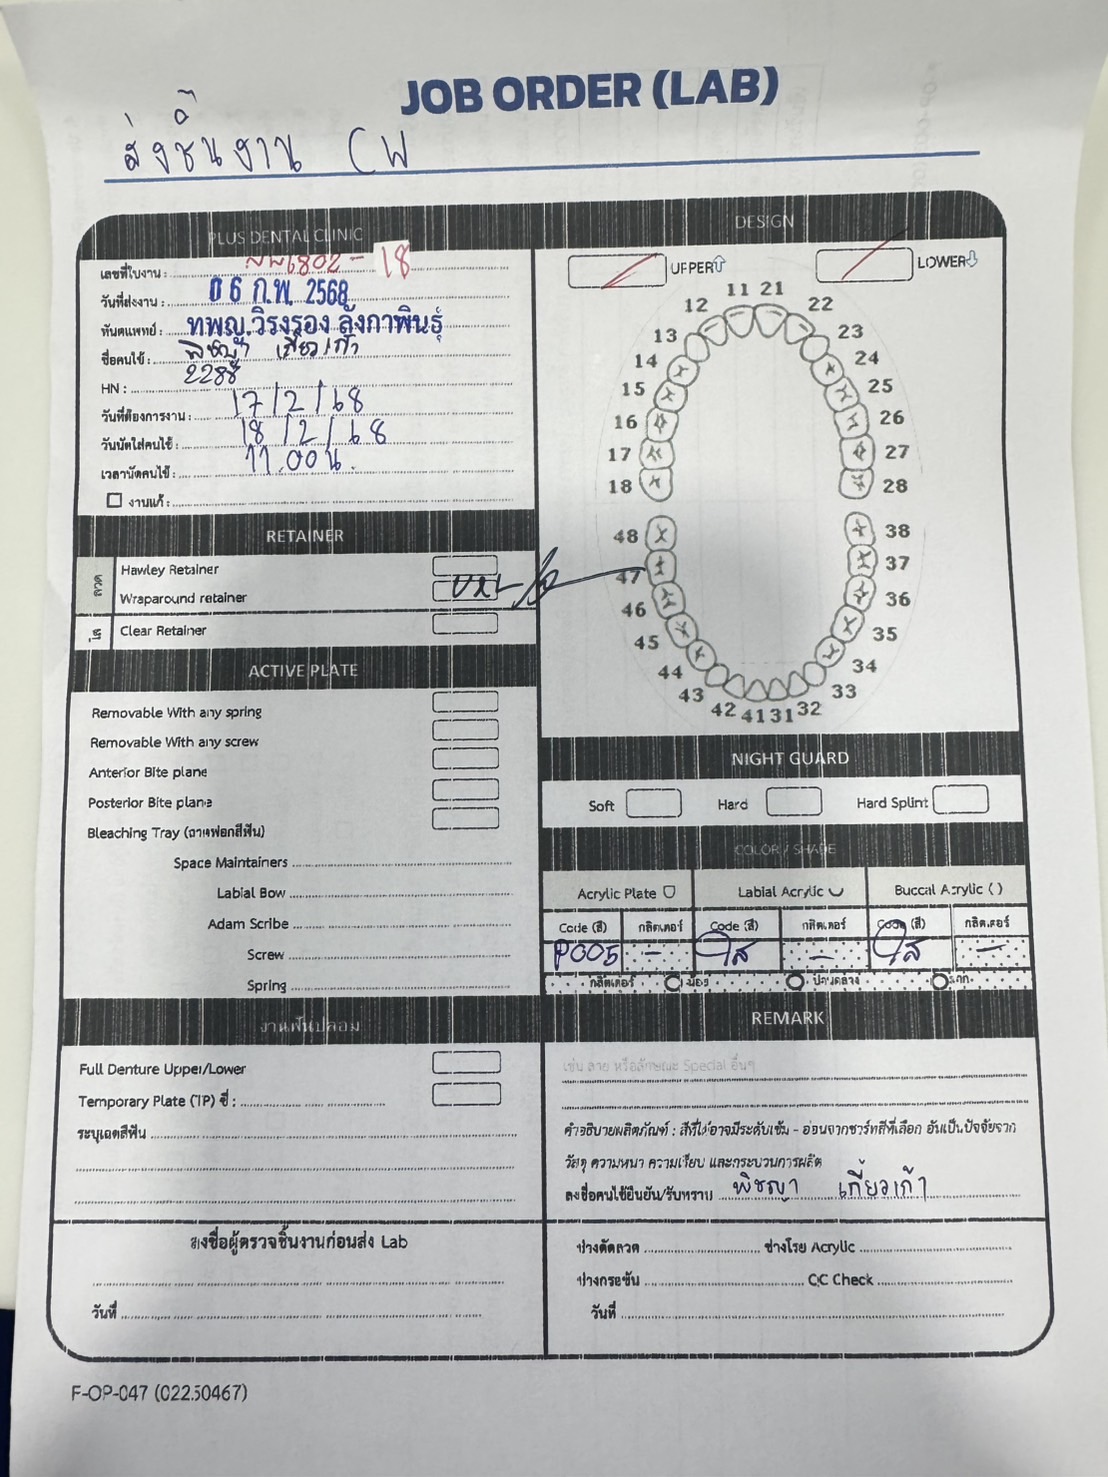 JOB ORDER (LAB)
ส่งชิ้นงาน CW
PLUS DENTAL CLINIC
เลขที่ใบงาน : 6802-18
วันที่ส่งงาน : 06 ก.พ. 2568
ทันตแพทย์ : ทพญ.วิรงรอง ลังกาพินธุ์
ชื่อคนไข้ : พิชญา เกี๋ยวเก๋า
HN : 2288
วันที่ต้องการงาน : 17/2/68
วันนัดใส่คนไข้ : 18/2/68
เวลานัดคนไข้ : 11.00 น.
งานแก้ :
DESIGN
UPPER
LOWER
11 21
12 22
13 23
14 24
15 25
16 26
17 27
18 28
48 38
47 37
46 36
45 35
44 34
43 33
42 41 31 32
RETAINER
ลวด
Hawley Retainer
Wraparound retainer
ใส
Clear Retainer
ACTIVE PLATE
Removable With any spring
Removable With any screw
Anterior Bite plane
Posterior Bite plane
Bleaching Tray (ถาดฟอกสีฟัน)
Space Maintainers
Labial Bow
Adam Scribe
Screw
Spring
NIGHT GUARD
Soft Hard Hard Splint
COLOR / SHADE
Acrylic Plate Labial Acrylic Buccal Acrylic ( )
Code (สี) กลิตเตอร์ Code (สี) กลิตเตอร์ Code (สี) กลิตเตอร์
P005 - ใส - ใส -
กลิตเตอร์ น้อย ปานกลาง มาก
งานฟันปลอม
Full Denture Upper/Lower
Temporary Plate (TP) ซี่ :
ระบุเฉดสีฟัน
REMARK
เช่น ลาย หรือลักษณะ Special อื่นๆ
คำอธิบายผลิตภัณฑ์ : สีที่ได้อาจมีระดับเข้ม - อ่อนจากชาร์ทสีที่เลือก อันเป็นปัจจัยจาก
วัสดุ ความหนา ความเรียบ และกระบวนการผลิต
ลงชื่อคนไข้ยืนยัน/รับทราบ พิชญา เกี๋ยวเก๋า
ลงชื่อผู้ตรวจชิ้นงานก่อนส่ง Lab
วันที่
ช่างดัดลวด ช่างโรย Acrylic
ช่างกรอขัด QC Check
วันที่
F-OP-047 (02250467)